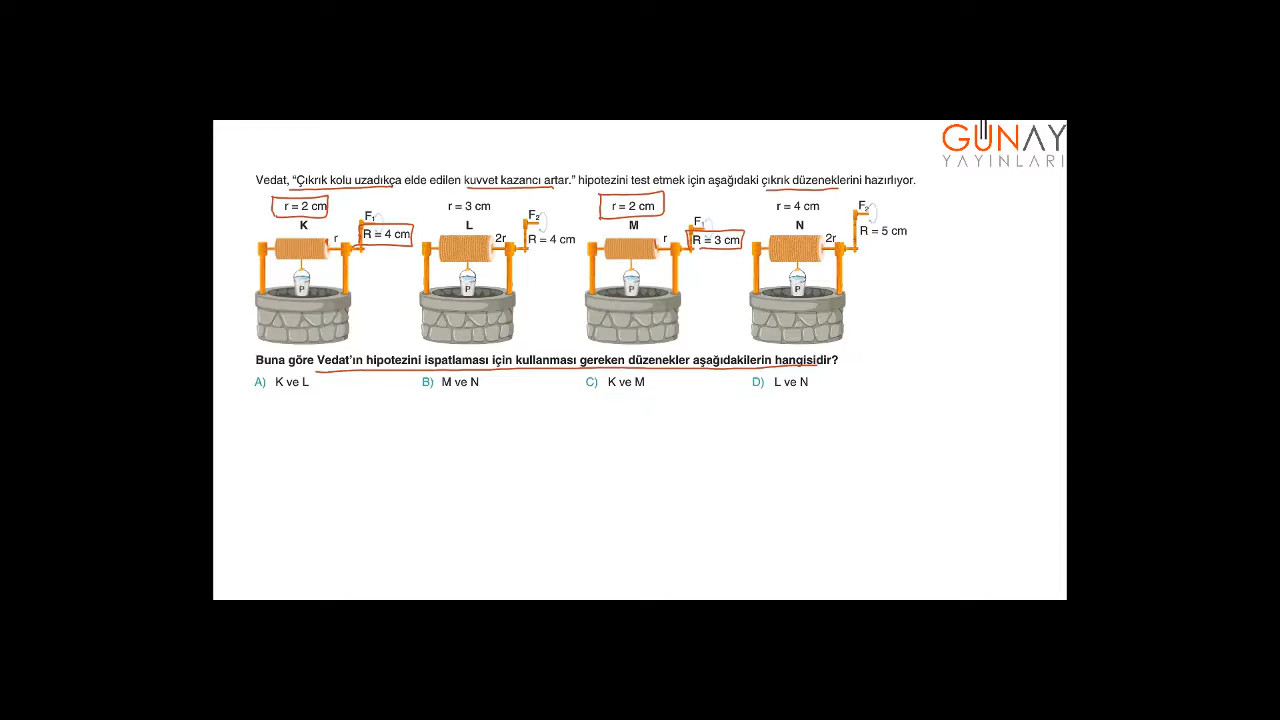 GÜNAY
YAYINLARI
Vedat, “Çıkrık kolu uzadıkça elde edilen kuvvet kazancı artar.” hipotezini test etmek için aşağıdaki çıkrık düzeneklerini hazırlıyor.
r = 2 cm r = 3 cm r = 2 cm r = 4 cm
K L M N
F₁ F₂ F₁ F₂
r R = 4 cm 2r R = 4 cm r R = 3 cm 2r R = 5 cm
P P P P
Buna göre Vedat’ın hipotezini ispatlaması için kullanması gereken düzenekler aşağıdakilerin hangisidir?
A) K ve L B) M ve N C) K ve M D) L ve N